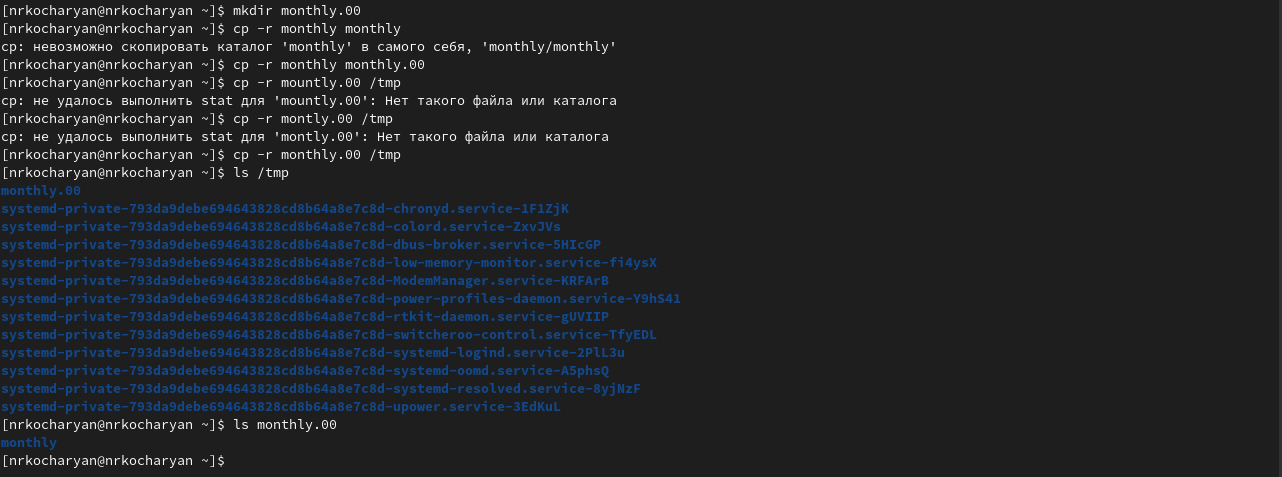 [nrkocharyan@nrkocharyan ~]$ mkdir monthly.00
[nrkocharyan@nrkocharyan ~]$ cp -r monthly monthly
cp: невозможно скопировать каталог 'monthly' в самого себя, 'monthly/monthly'
[nrkocharyan@nrkocharyan ~]$ cp -r monthly monthly.00
[nrkocharyan@nrkocharyan ~]$ cp -r mountly.00 /tmp
cp: не удалось выполнить stat для 'mountly.00': Нет такого файла или каталога
[nrkocharyan@nrkocharyan ~]$ cp -r montly.00 /tmp
cp: не удалось выполнить stat для 'montly.00': Нет такого файла или каталога
[nrkocharyan@nrkocharyan ~]$ cp -r monthly.00 /tmp
[nrkocharyan@nrkocharyan ~]$ ls /tmp
monthly.00
systemd-private-793da9debe694643828cd8b64a8e7c8d-chronyd.service-1F1ZjK
systemd-private-793da9debe694643828cd8b64a8e7c8d-colord.service-ZxvJVs
systemd-private-793da9debe694643828cd8b64a8e7c8d-dbus-broker.service-5HIcGP
systemd-private-793da9debe694643828cd8b64a8e7c8d-low-memory-monitor.service-fi4ysX
systemd-private-793da9debe694643828cd8b64a8e7c8d-ModemManager.service-KRFArB
systemd-private-793da9debe694643828cd8b64a8e7c8d-power-profiles-daemon.service-Y9hS41
systemd-private-793da9debe694643828cd8b64a8e7c8d-rtkit-daemon.service-gUVIIP
systemd-private-793da9debe694643828cd8b64a8e7c8d-switcheroo-control.service-TfyEDL
systemd-private-793da9debe694643828cd8b64a8e7c8d-systemd-logind.service-2PlL3u
systemd-private-793da9debe694643828cd8b64a8e7c8d-systemd-oomd.service-A5phsQ
systemd-private-793da9debe694643828cd8b64a8e7c8d-systemd-resolved.service-8yjNzF
systemd-private-793da9debe694643828cd8b64a8e7c8d-upower.service-3EdKuL
[nrkocharyan@nrkocharyan ~]$ ls monthly.00
monthly
[nrkocharyan@nrkocharyan ~]$